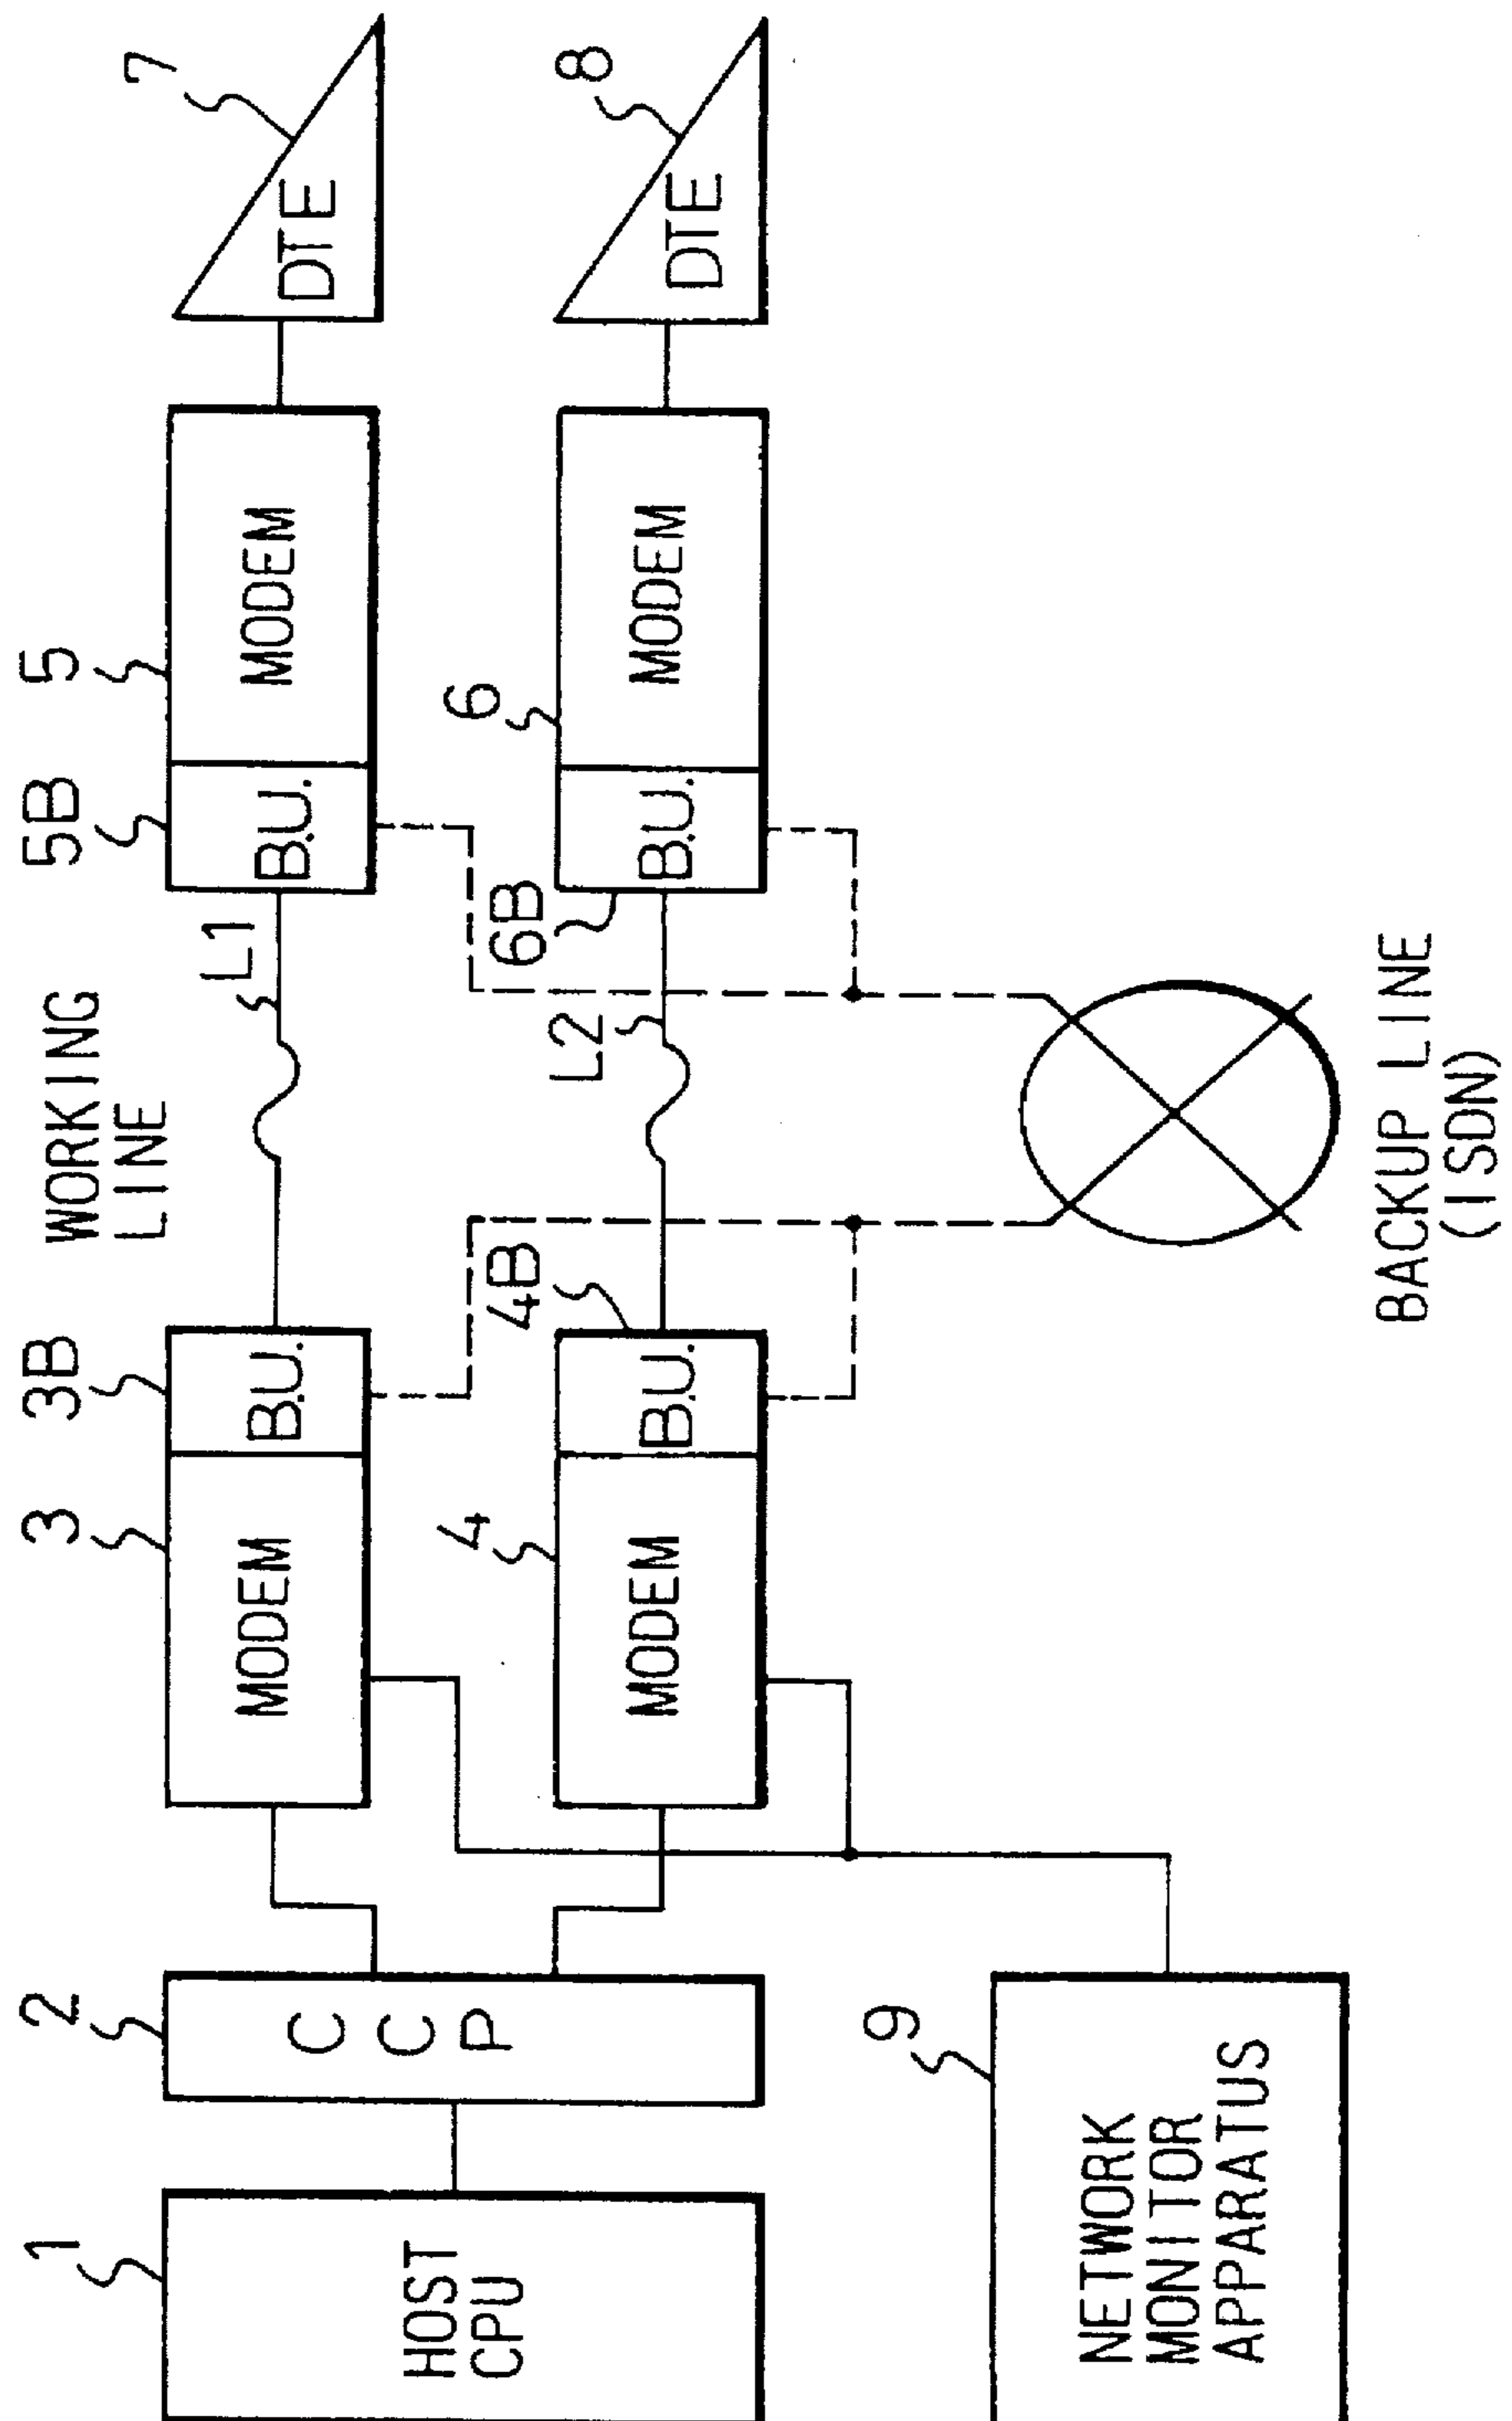 1
HOST
CPU
2
C C P
3
MODEM
3B
B.U.
WORKING
LINE
L1
5B
B.U.
5
MODEM
7
DTE
4
MODEM
4B
B.U.
L2
6B
B.U.
6
MODEM
8
DTE
9
NETWORK
MONITOR
APPARATUS
BACKUP LINE
(ISDN)